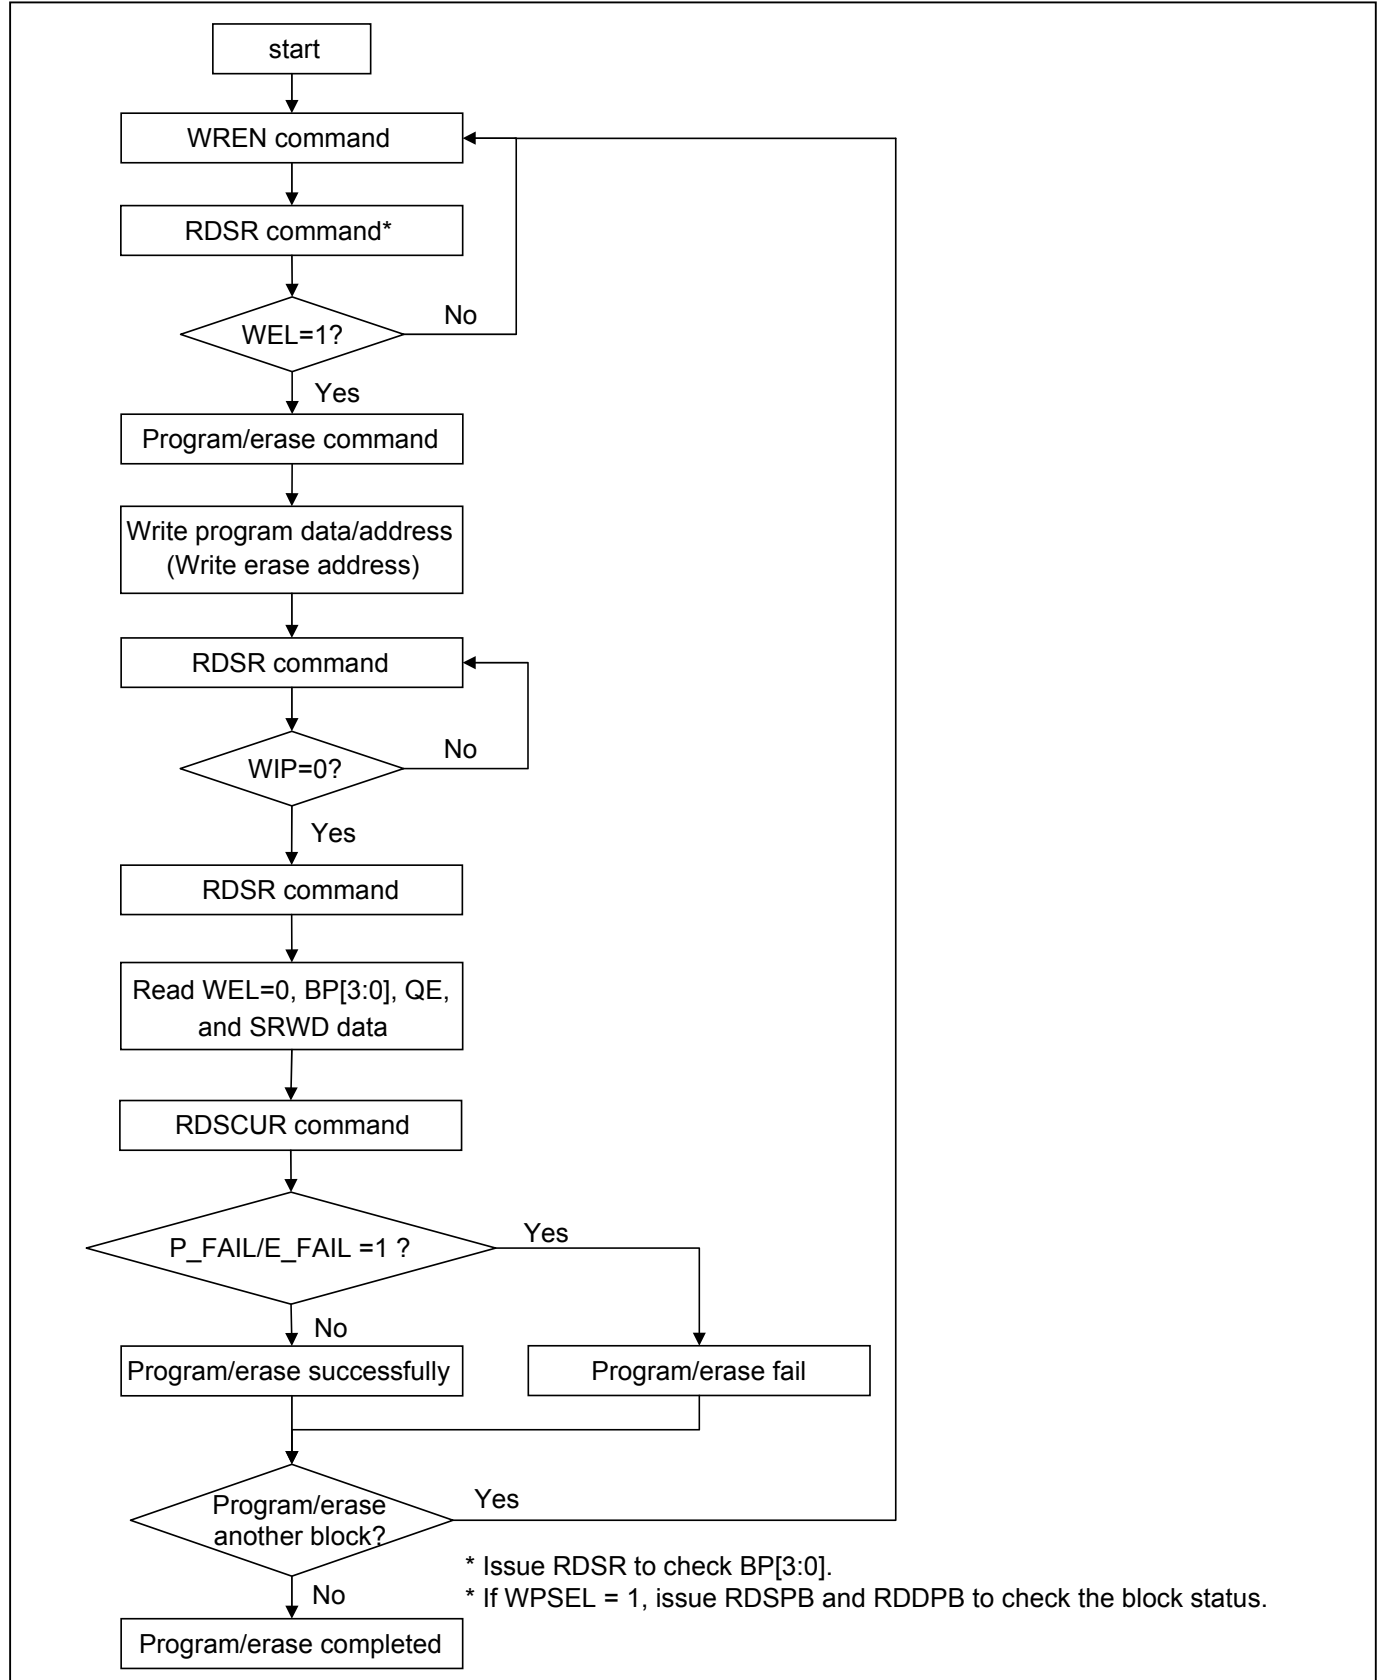 start
WREN command
RDSR command*
WEL=1?
No
Yes
Program/erase command
Write program data/address
(Write erase address)
RDSR command
WIP=0?
No
Yes
RDSR command
Read WEL=0, BP[3:0], QE,
and SRWD data
RDSCUR command
P_FAIL/E_FAIL =1 ?
Yes
No
Program/erase successfully
Program/erase fail
Program/erase
another block?
Yes
* Issue RDSR to check BP[3:0].
* If WPSEL = 1, issue RDSPB and RDDPB to check the block status.
No
Program/erase completed